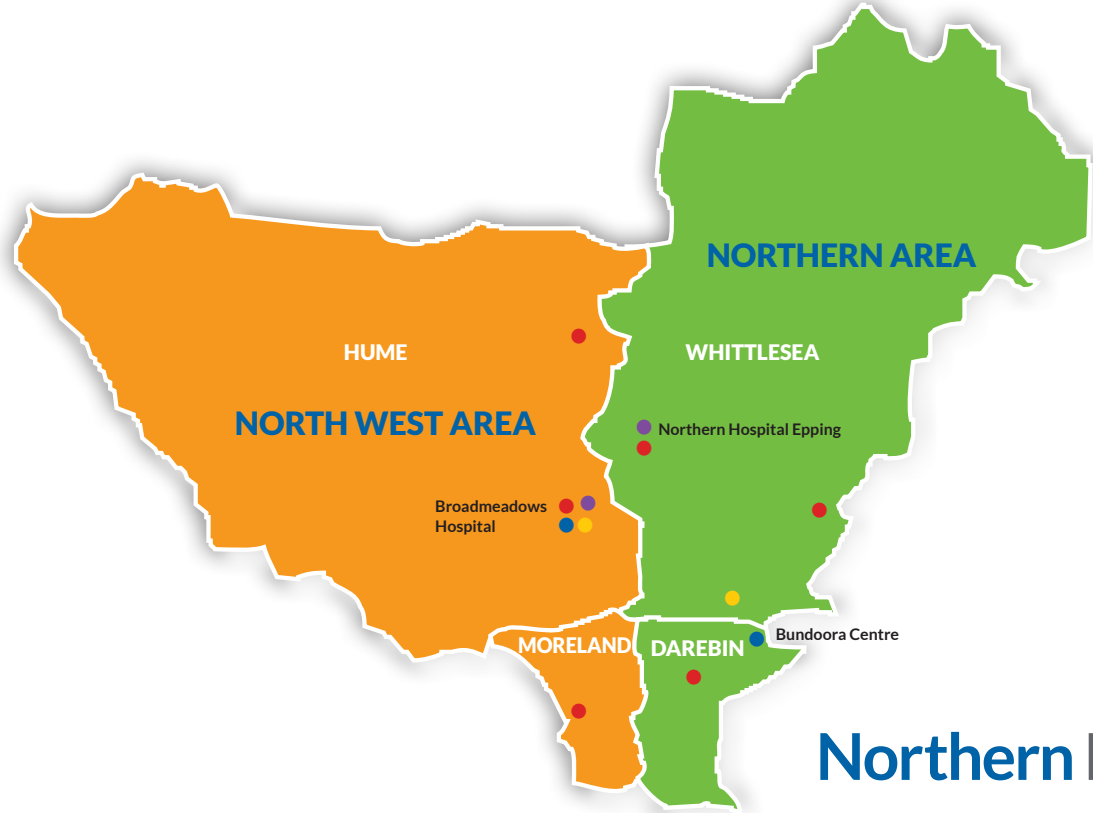 NORTHERN AREA
HUME
WHITTLESEA
NORTH WEST AREA
Northern Hospital Epping
Broadmeadows
Hospital
Bundoora Centre
MORELAND
DAREBIN
Northern